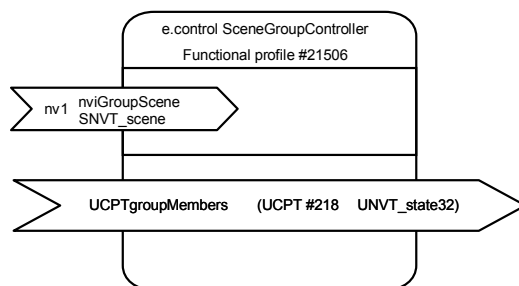 e.control SceneGroupController
Functional profile #21506
nv1 nviGroupScene
SNVT_scene
UCPTgroupMembers (UCPT #218 UNVT_state32)